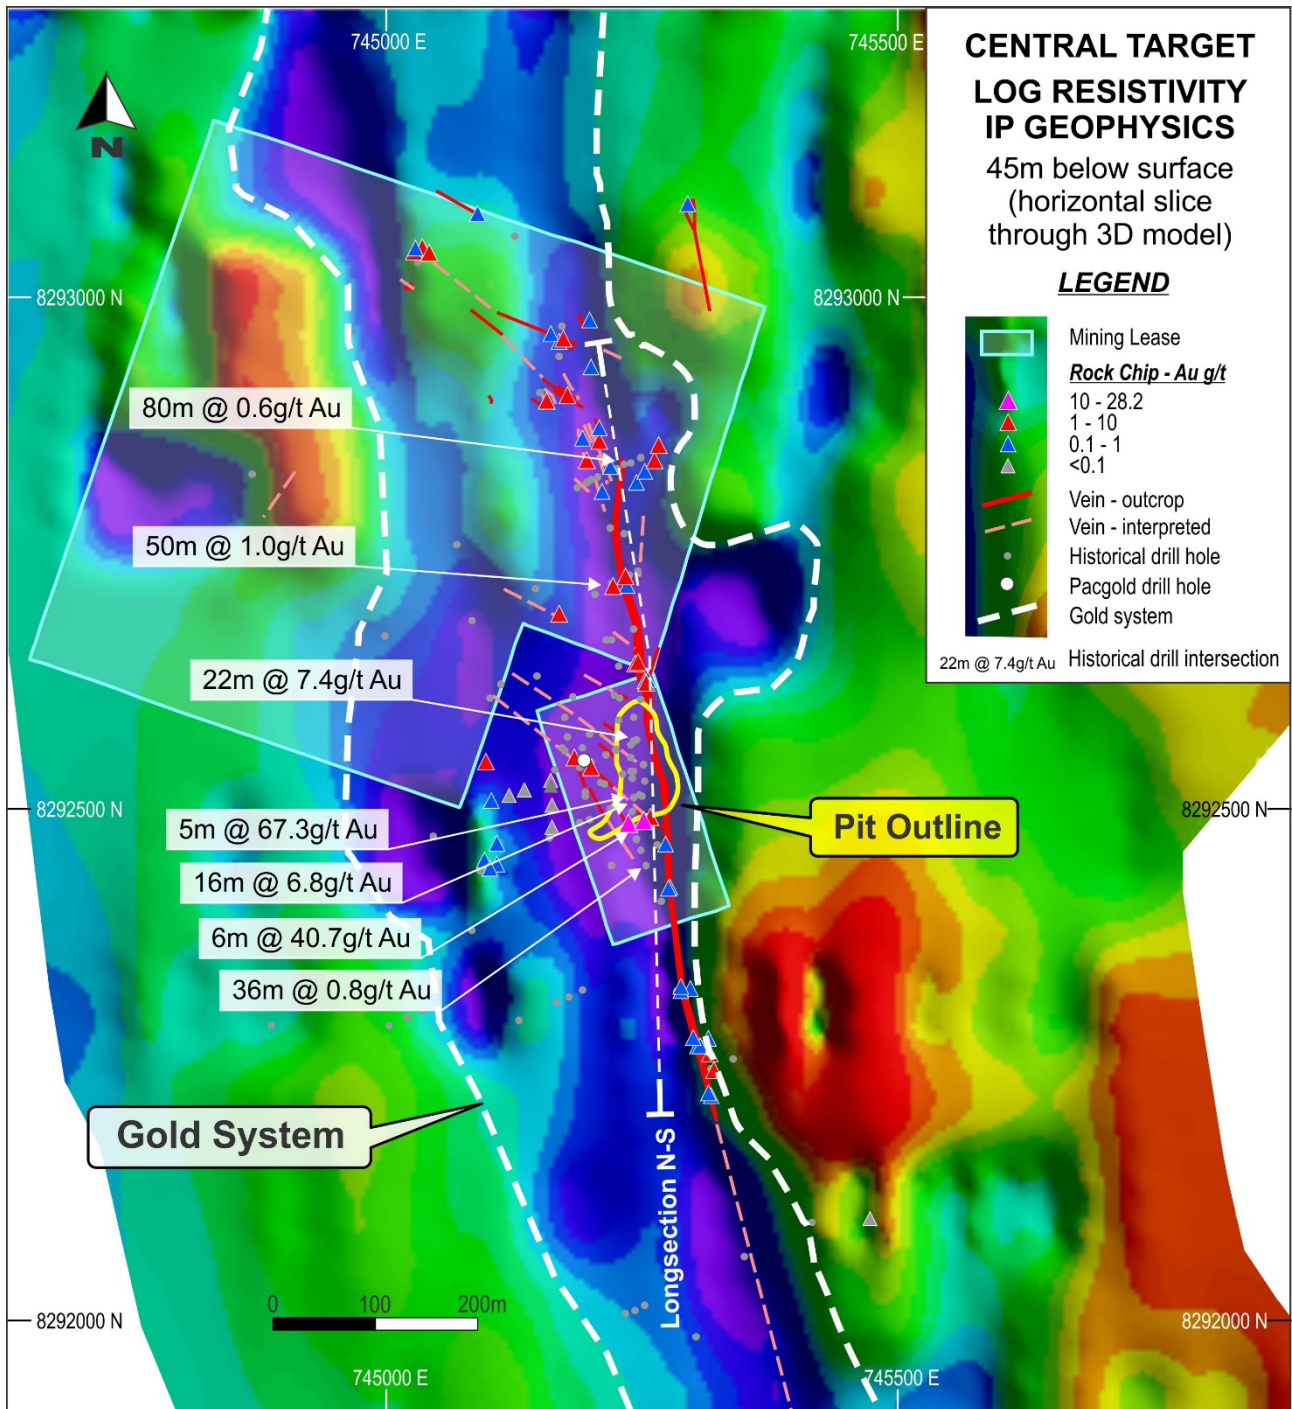 745000 E
745500 E
N
8293000 N
8293000 N
80m @ 0.6g/t Au
50m @ 1.0g/t Au
22m @ 7.4g/t Au
8292500 N
8292500 N
5m @ 67.3g/t Au
16m @ 6.8g/t Au
6m @ 40.7g/t Au
36m @ 0.8g/t Au
Pit Outline
Gold System
Longsection N-S
0 100 200m
8292000 N
8292000 N
745000 E
745500 E
CENTRAL TARGET
LOG RESISTIVITY
IP GEOPHYSICS
45m below surface
(horizontal slice
through 3D model)
LEGEND
Mining Lease
Rock Chip - Au g/t
10 - 28.2
1 - 10
0.1 - 1
<0.1
Vein - outcrop
Vein - interpreted
Historical drill hole
Pacgold drill hole
Gold system
22m @ 7.4g/t Au Historical drill intersection